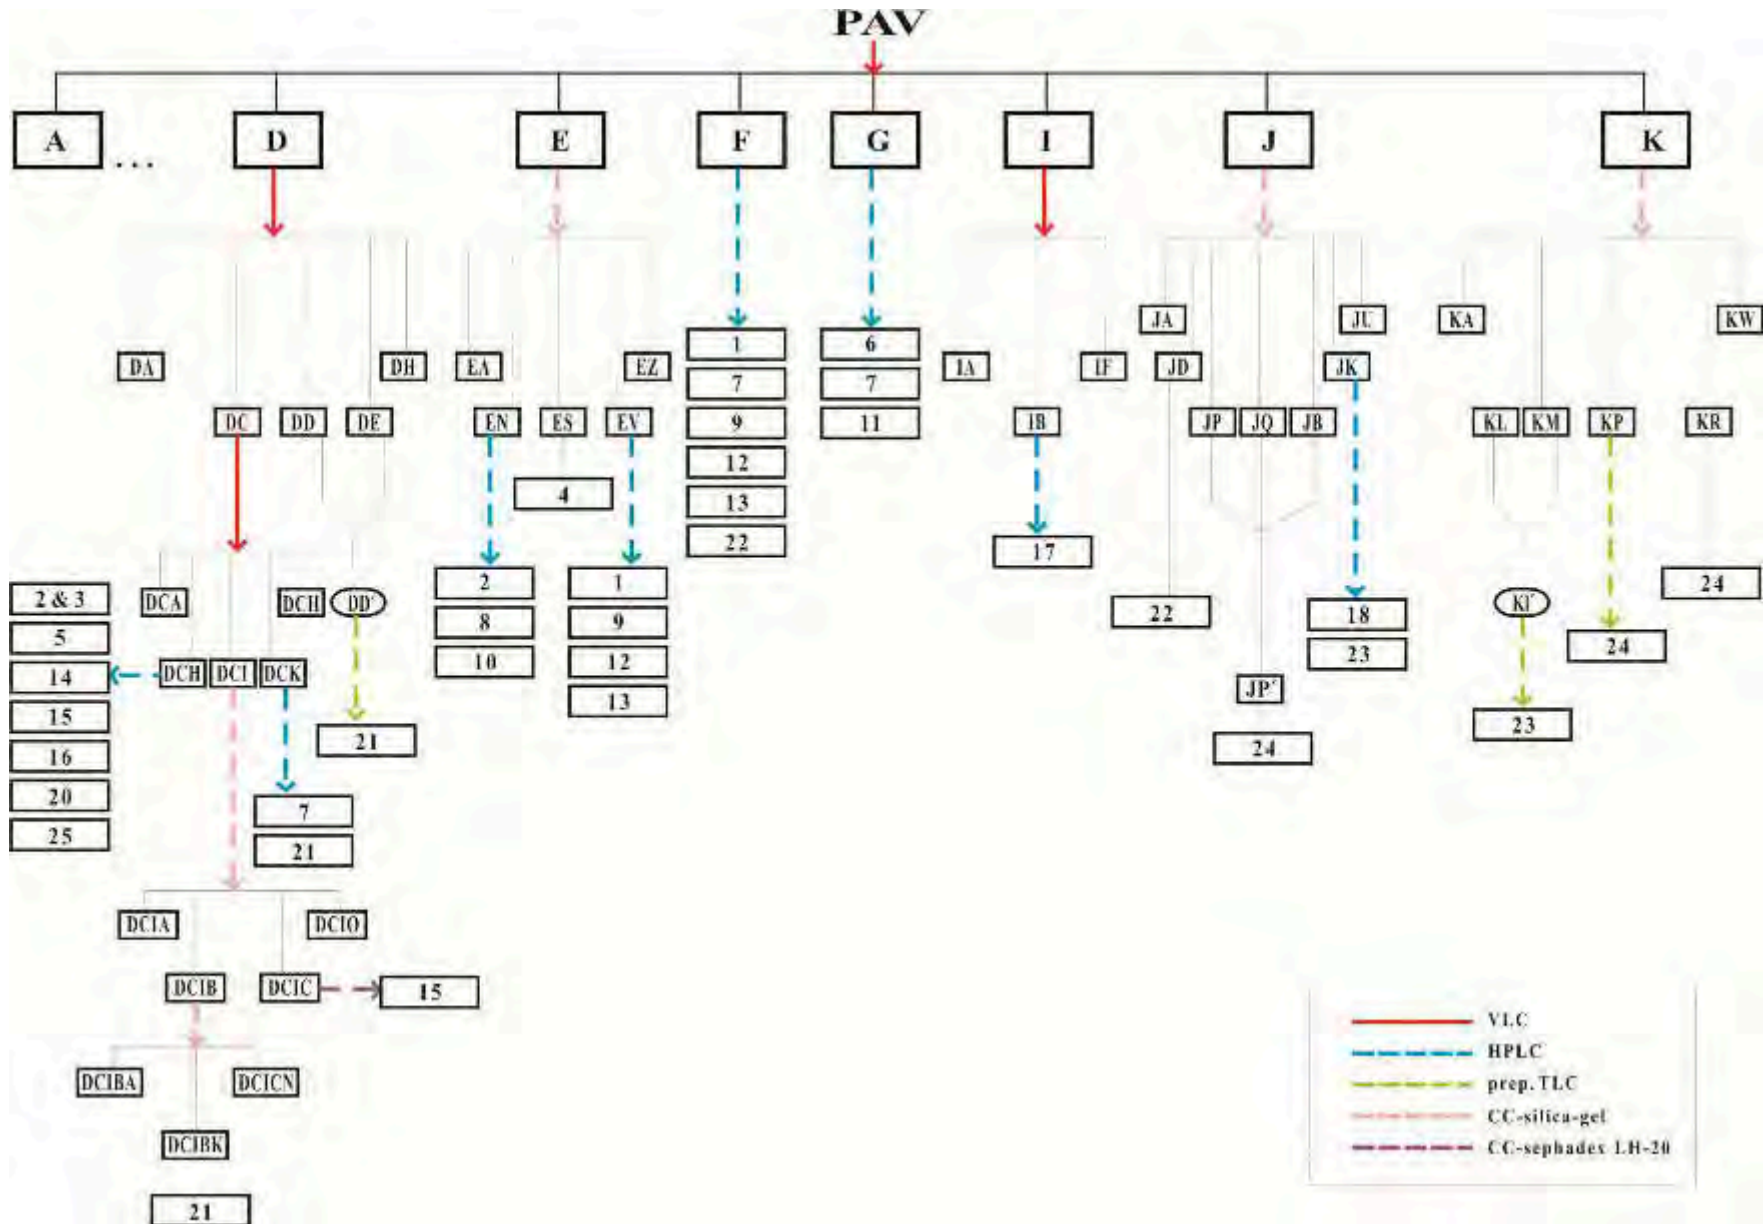 PAV
A ... D E F G I J K
JA JU KA KW
1 6
DA DH EA EZ IA IF JD JK
7 7
DC DD DE EN ES EV 9 11 IB JP JQ JB KL KM KP KR
12
4
13
22 17
2 & 3 DCA DCH DD´ 2 1 24
5 8 9 22 18 KI´
14 DCH DCI DCK 10 12 23 24
15 13 JP´
16 21 24 23
20 7
25 21
DCIA DCIO
DCIB DCIC 15
VLC
HPLC
DCIBA DCICN prep. TLC
CC-silica-gel
DCIBK CC-sephadex LH-20
21